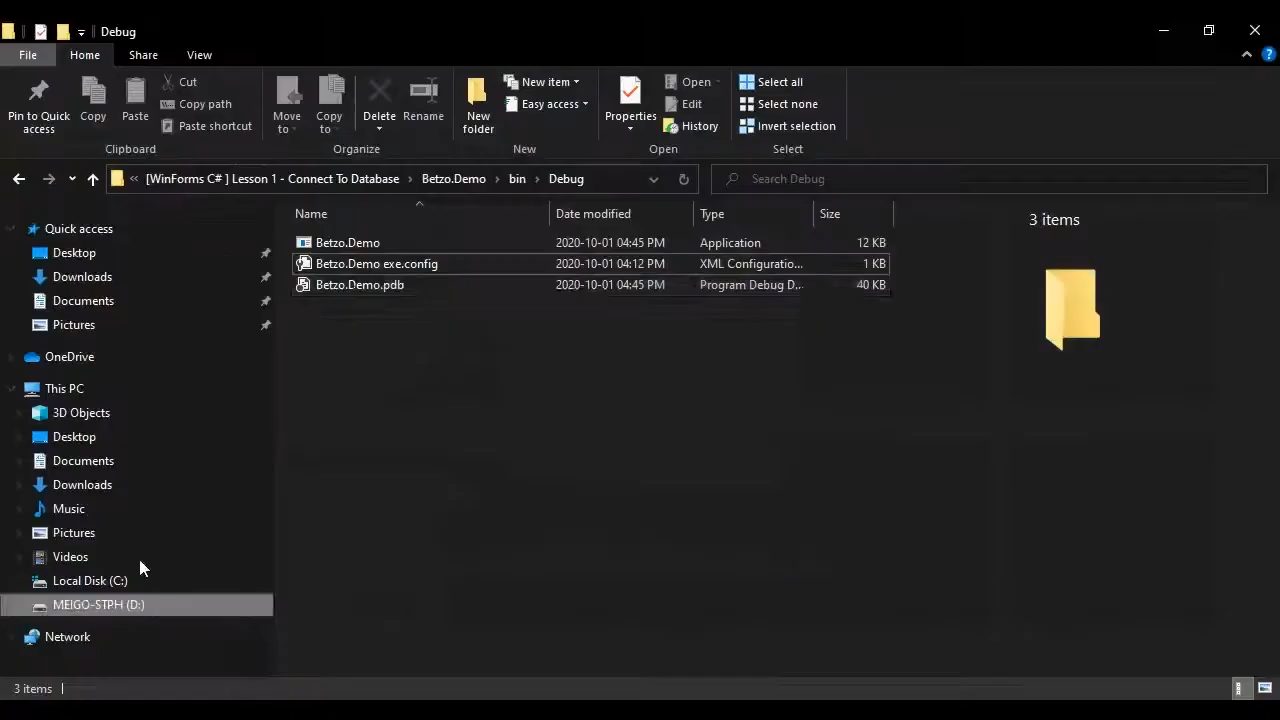 Debug
File Home Share View
Pin to Quick access
Copy
Paste
Cut
Copy path
Paste shortcut
Clipboard
Move to
Copy to
Delete
Rename
Organize
New folder
New item
Easy access
New
Properties
Open
Edit
History
Open
Select all
Select none
Invert selection
Select
« [WinForms C# ] Lesson 1 - Connect To Database › Betzo.Demo › bin › Debug
Search Debug
Name Date modified Type Size
Betzo.Demo 2020-10-01 04:45 PM Application 12 KB
Betzo.Demo exe.config 2020-10-01 04:12 PM XML Configuratio... 1 KB
Betzo.Demo.pdb 2020-10-01 04:45 PM Program Debug D... 40 KB
3 items
Quick access
Desktop
Downloads
Documents
Pictures
OneDrive
This PC
3D Objects
Desktop
Documents
Downloads
Music
Pictures
Videos
Local Disk (C:)
MEIGO-STPH (D:)
Network
3 items